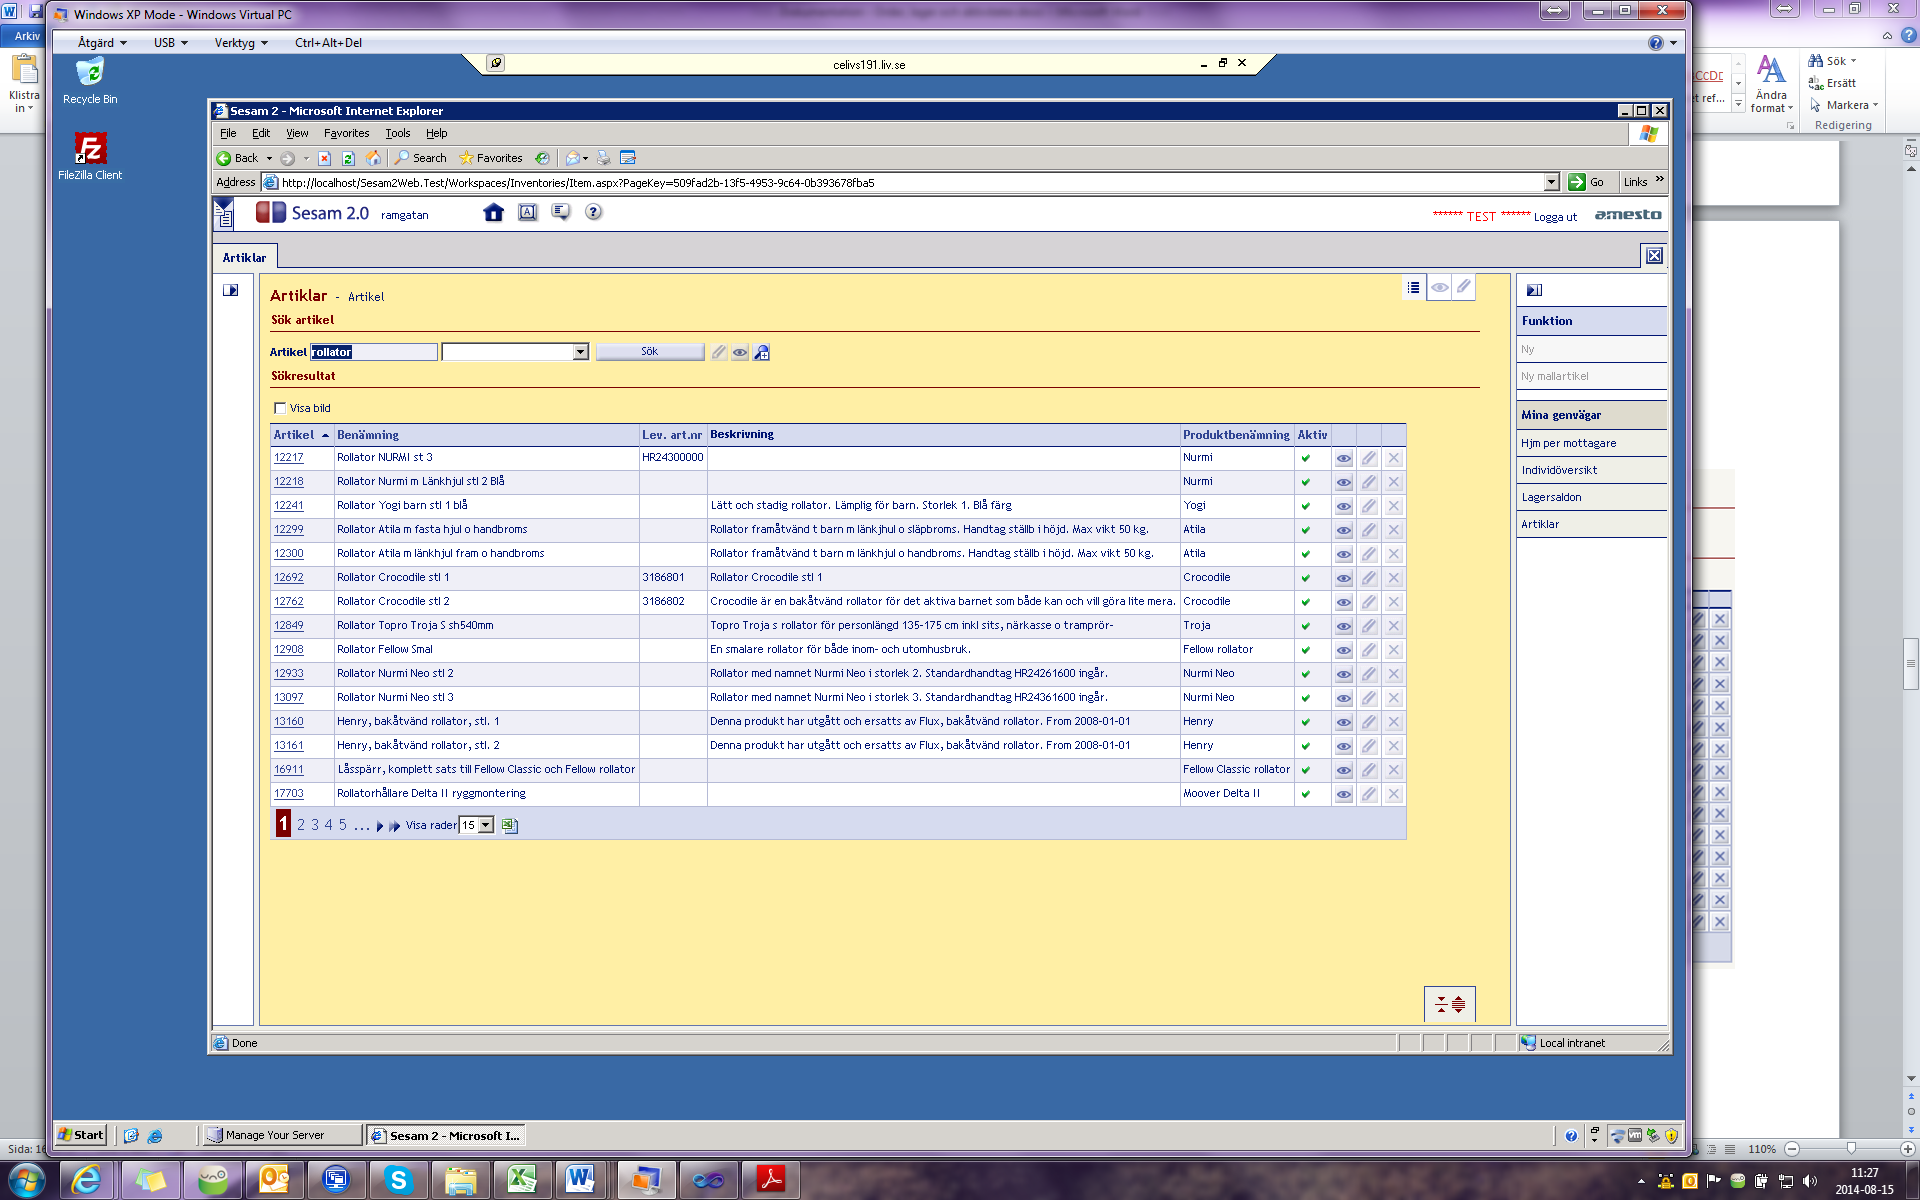 Windows XP Mode - Windows Virtual PC
Arkiv
Åtgärd USB Verktyg Ctrl+Alt+Del
Klistra
in
Recycle Bin
FileZilla Client
celivs191.liv.se
Sök
Ersätt
Markera
Redigering
Ändra
format
CcDc
t ref...
Sesam 2 - Microsoft Internet Explorer
File Edit View Favorites Tools Help
Back Search Favorites
Address http://localhost/Sesam2Web.Test/Workspaces/Inventories/Item.aspx?PageKey=509fad2b-13f5-4953-9c64-0b393678fba5 Go Links »
Sesam 2.0 ramgatan ****** TEST ****** Logga ut amesto
Artiklar
Artiklar - Artikel
Sök artikel
Artikel rollator Sök
Sökresultat
Visa bild
Artikel Benämning Lev. art.nr Beskrivning Produktbenämning Aktiv
12217 Rollator NURMI st 3 HR24300000 Nurmi
12218 Rollator Nurmi m Länkhjul stl 2 Blå Nurmi
12241 Rollator Yogi barn stl 1 blå Lätt och stadig rollator. Lämplig för barn. Storlek 1. Blå färg Yogi
12299 Rollator Atila m fasta hjul o handbroms Rollator framåtvänd t barn m länkjhul o släpbroms. Handtag ställb i höjd. Max vikt 50 kg. Atila
12300 Rollator Atila m länkhjul fram o handbroms Rollator framåtvänd t barn m länkhjul o handbroms. Handtag ställb i höjd. Max vikt 50 kg. Atila
12692 Rollator Crocodile stl 1 3186801 Rollator Crocodile stl 1 Crocodile
12762 Rollator Crocodile stl 2 3186802 Crocodile är en bakåtvänd rollator för det aktiva barnet som både kan och vill göra lite mera. Crocodile
12849 Rollator Topro Troja S sh540mm Topro Troja s rollator för personlängd 135-175 cm inkl sits, närkasse o tramprör- Troja
12908 Rollator Fellow Smal En smalare rollator för både inom- och utomhusbruk. Fellow rollator
12933 Rollator Nurmi Neo stl 2 Rollator med namnet Nurmi Neo i storlek 2. Standardhandtag HR24261600 ingår. Nurmi Neo
13097 Rollator Nurmi Neo stl 3 Rollator med namnet Nurmi Neo i storlek 3. Standardhandtag HR24361600 ingår. Nurmi Neo
13160 Henry, bakåtvänd rollator, stl. 1 Denna produkt har utgått och ersatts av Flux, bakåtvänd rollator. From 2008-01-01 Henry
13161 Henry, bakåtvänd rollator, stl. 2 Denna produkt har utgått och ersatts av Flux, bakåtvänd rollator. From 2008-01-01 Henry
16911 Låsspärr, komplett sats till Fellow Classic och Fellow rollator Fellow Classic rollator
17703 Rollatorhållare Delta II ryggmontering Moover Delta II
1 2 3 4 5 ... Visa rader 15
Funktion
Ny
Ny mallartikel
Mina genvägar
Hjm per mottagare
Individöversikt
Lagersaldon
Artiklar
Done Local intranet
Start Manage Your Server Sesam 2 - Microsoft I...
Sida: 16
110%
11:27
2014-08-15